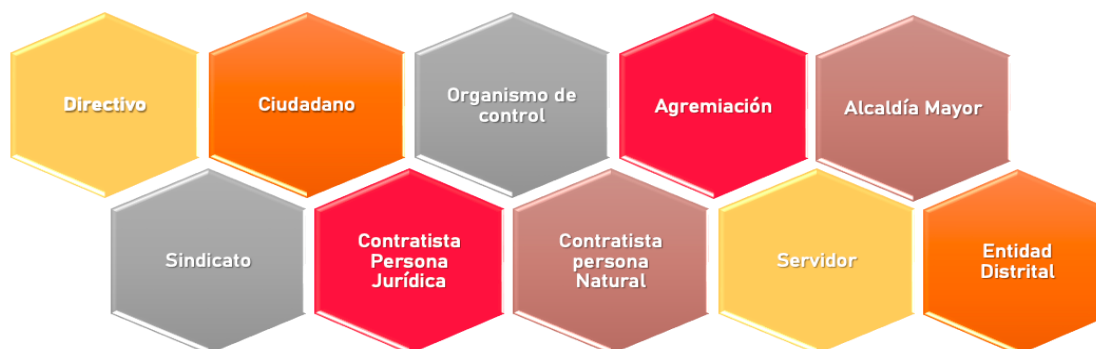 Directivo
Ciudadano
Organismo de
control
Agremiación
Alcaldía Mayor
Sindicato
Contratista
Persona
Jurídica
Contratista
persona
Natural
Servidor
Entidad
Distrital